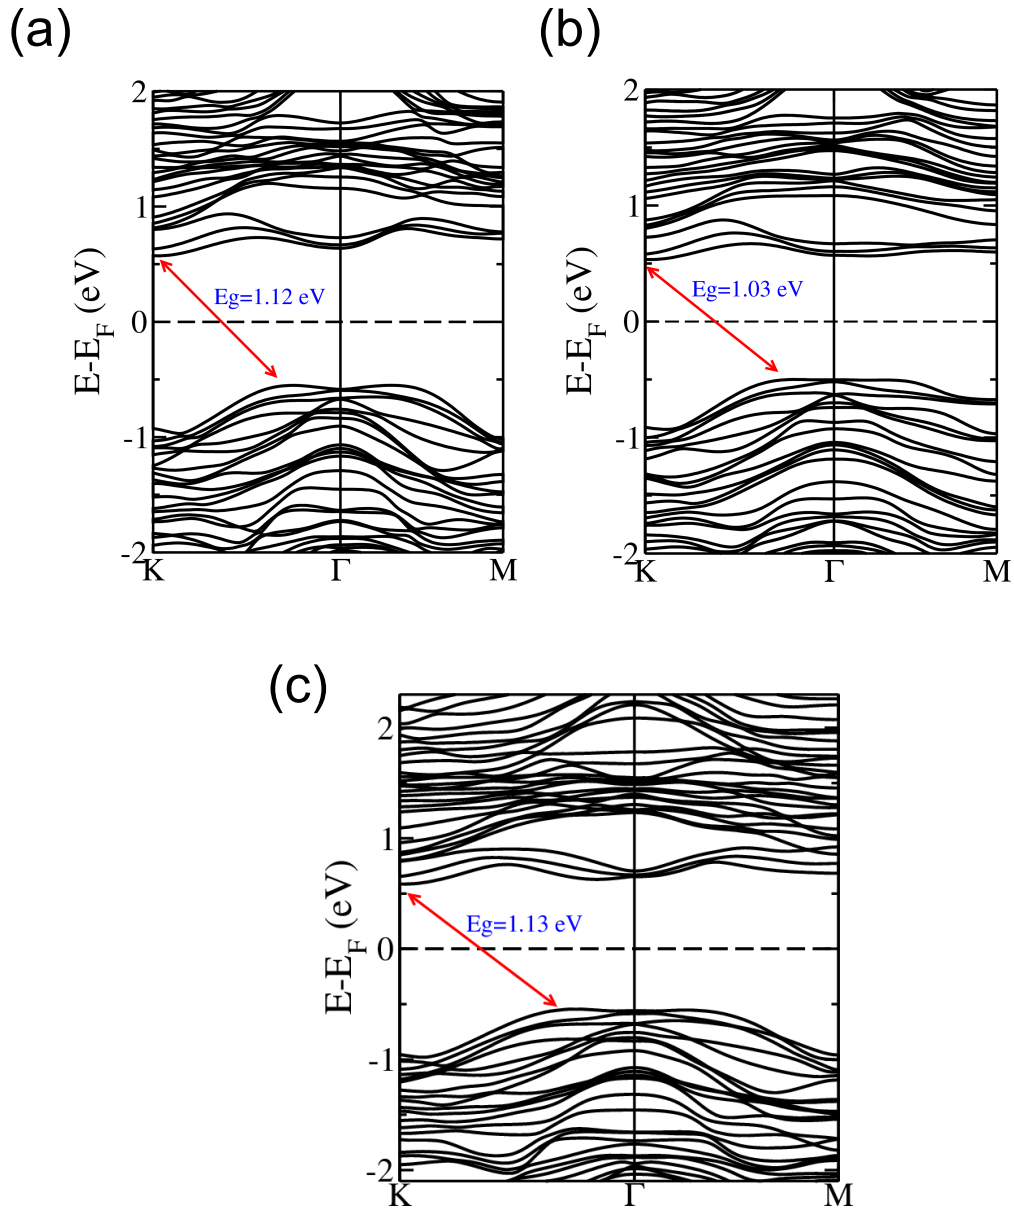 (a)
(b)
2
1
0
-1
-2
E-E_F (eV)
Eg=1.12 eV
K
Γ
M
2
1
0
-1
-2
E-E_F (eV)
Eg=1.03 eV
K
Γ
M
(c)
2
1
0
-1
-2
E-E_F (eV)
Eg=1.13 eV
K
Γ
M